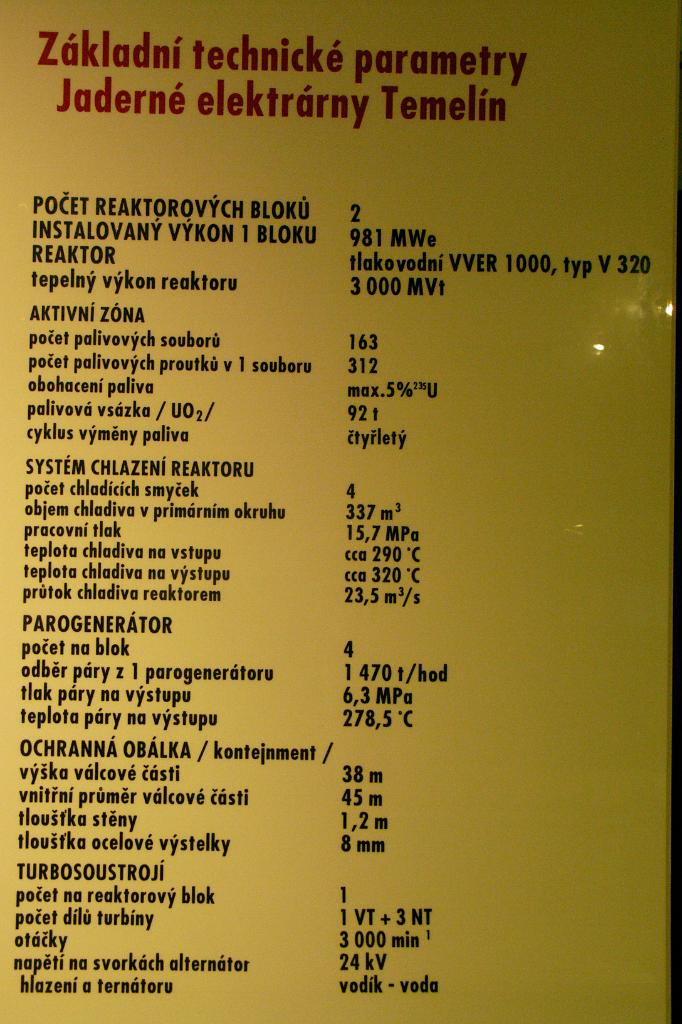 Základní technické parametry
Jaderné elektrárny Temelín
POČET REAKTOROVÝCH BLOKŮ 2
INSTALOVANÝ VÝKON 1 BLOKU 981 MWe
REAKTOR tlakovodní VVER 1000, typ V 320
tepelný výkon reaktoru 3 000 MVt
AKTIVNÍ ZÓNA
počet palivových souborů 163
počet palivových proutků v 1 souboru 312
obohacení paliva max.5%²³⁵U
palivová vsázka / UO₂/ 92 t
cyklus výměny paliva čtyřletý
SYSTÉM CHLAZENÍ REAKTORU
počet chladících smyček 4
objem chladiva v primárním okruhu 337 m³
pracovní tlak 15,7 MPa
teplota chladiva na vstupu cca 290 °C
teplota chladiva na výstupu cca 320 °C
průtok chladiva reaktorem 23,5 m³/s
PAROGENERÁTOR
počet na blok 4
odběr páry z 1 parogenerátoru 1 470 t/hod
tlak páry na výstupu 6,3 MPa
teplota páry na výstupu 278,5 °C
OCHRANNÁ OBÁLKA / kontejnment /
výška válcové části 38 m
vnitřní průměr válcové části 45 m
tloušťka stěny 1,2 m
tloušťka ocelové výstelky 8 mm
TURBOSOUSTROJÍ
počet na reaktorový blok 1
počet dílů turbíny 1 VT + 3 NT
otáčky 3 000 min ¹
napětí na svorkách alternátor 24 kV
hlazení a ternátoru vodík - voda